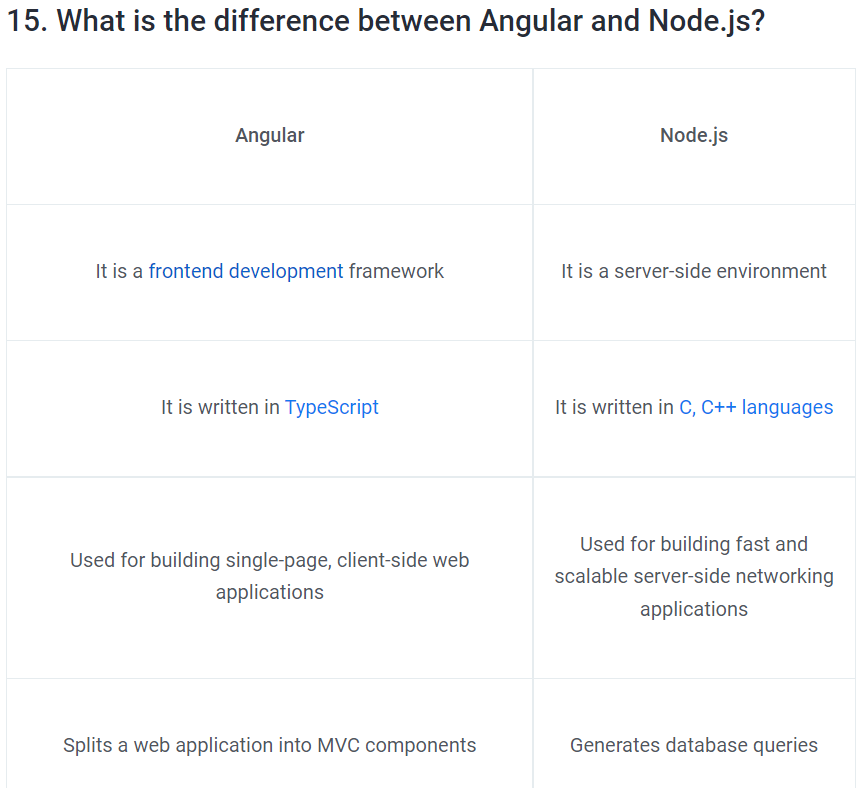 15. What is the difference between Angular and Node.js?
Angular
Node.js
It is a frontend development framework
It is a server-side environment
It is written in TypeScript
It is written in C, C++ languages
Used for building single-page, client-side web
applications
Used for building fast and
scalable server-side networking
applications
Splits a web application into MVC components
Generates database queries